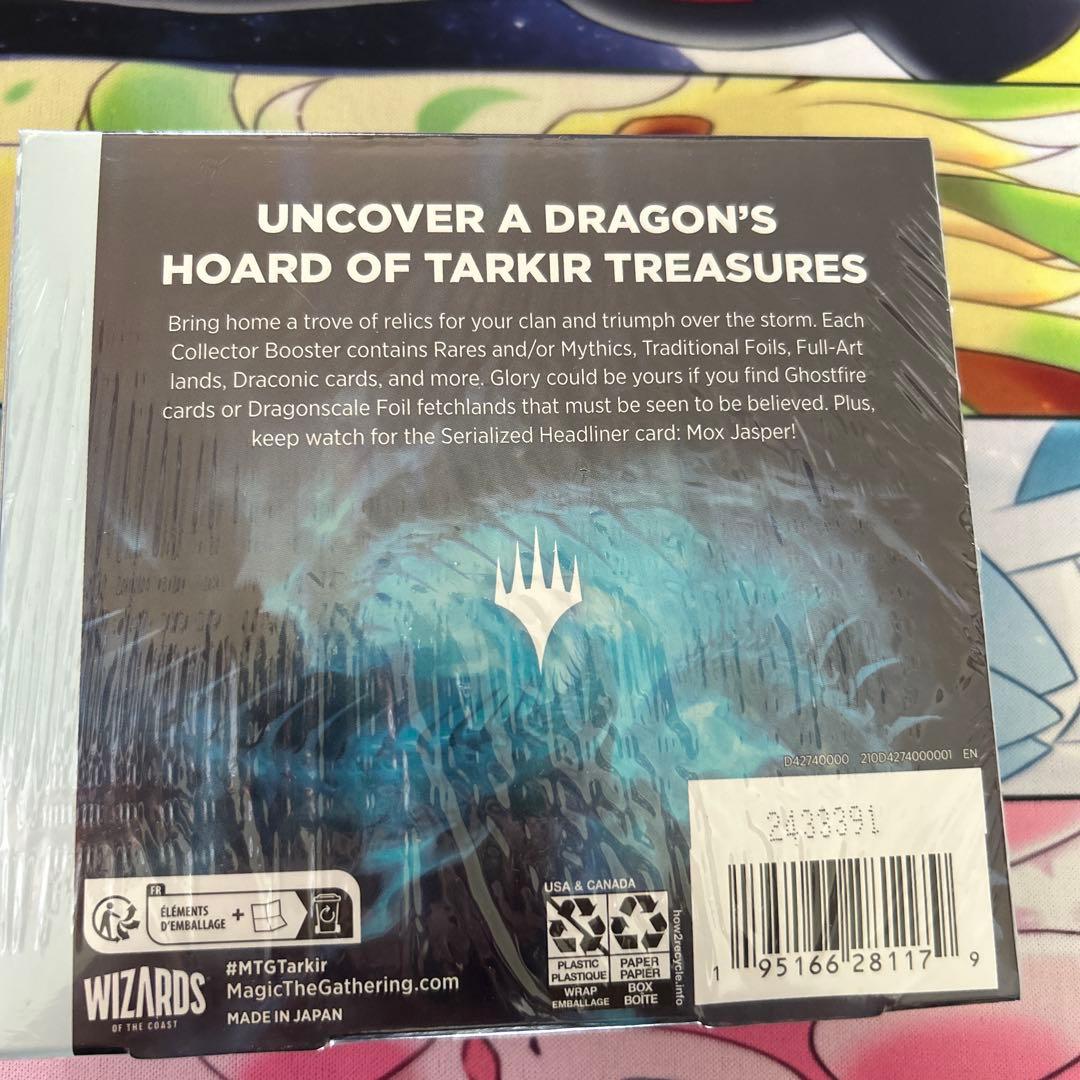 UNCOVER A DRAGON'S
HOARD OF TARKIR TREASURES
Bring home a trove of relics for your clan and triumph over the storm. Each
Collector Booster contains Rares and/or Mythics, Traditional Foils, Full-Art
lands, Draconic cards, and more. Glory could be yours if you find Ghostfire
cards or Dragonscale Foil fetchlands that must be seen to be believed. Plus,
keep watch for the Serialized Headliner card: Mox Jasper!
D42740000 210D4274000001 EN
2433391
1 95166 28117 9
FR
ÉLÉMENTS
D'EMBALLAGE
+
USA & CANADA
PLASTIC
PLASTIQUE
WRAP
EMBALLAGE
PAPER
PAPIER
BOX
BOÎTE
how2recycle.info
WIZARDS
OF THE COAST
#MTGTarkir
MagicTheGathering.com
MADE IN JAPAN